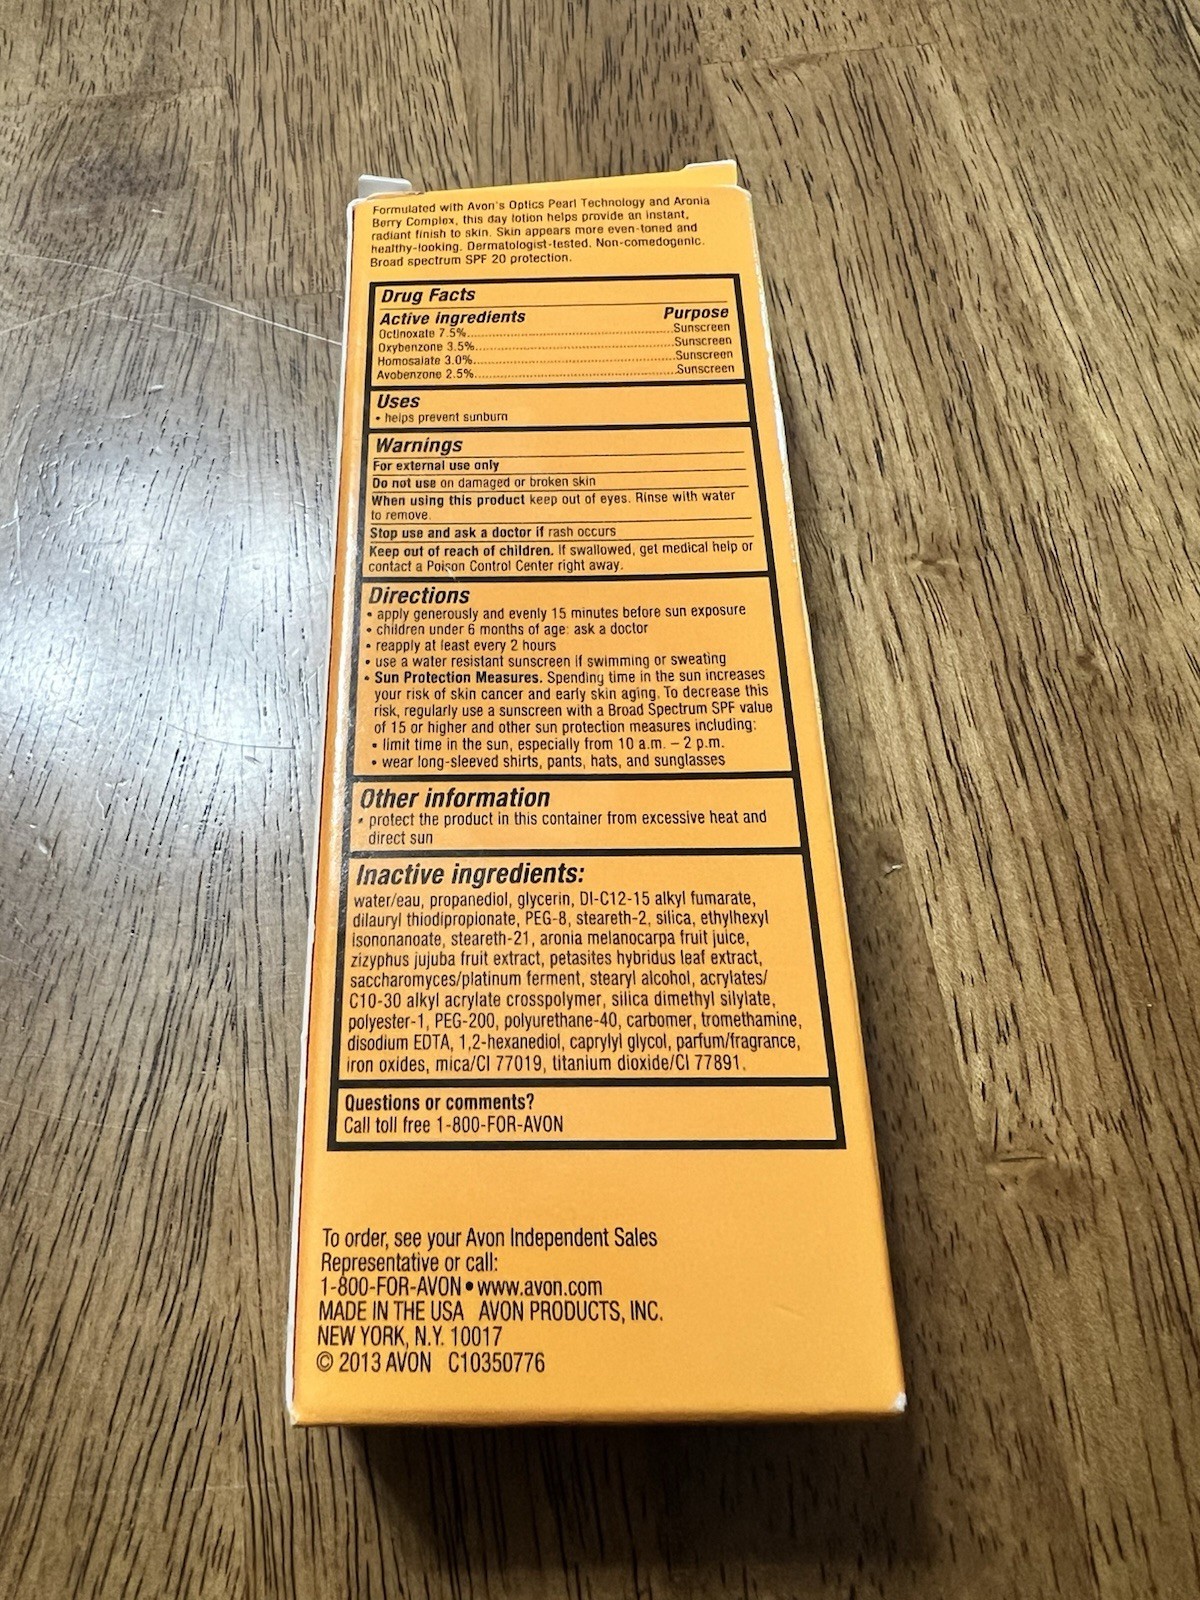 Formulated with Avon's Optics Pearl Technology and Aronia
Berry Complex, this day lotion helps provide an instant,
radiant finish to skin. Skin appears more even-toned and
healthy-looking. Dermatologist-tested. Non-comedogenic.
Broad spectrum SPF 20 protection.
Drug Facts
Active ingredients Purpose
Octinoxate 7.5%..........Sunscreen
Oxybenzone 3.5%..........Sunscreen
Homosalate 3.0%..........Sunscreen
Avobenzone 2.5%..........Sunscreen
Uses
• helps prevent sunburn
Warnings
For external use only
Do not use on damaged or broken skin
When using this product keep out of eyes. Rinse with water
to remove.
Stop use and ask a doctor if rash occurs
Keep out of reach of children. If swallowed, get medical help or
contact a Poison Control Center right away.
Directions
• apply generously and evenly 15 minutes before sun exposure
• children under 6 months of age: ask a doctor
• reapply at least every 2 hours
• use a water resistant sunscreen if swimming or sweating
• Sun Protection Measures. Spending time in the sun increases
your risk of skin cancer and early skin aging. To decrease this
risk, regularly use a sunscreen with a Broad Spectrum SPF value
of 15 or higher and other sun protection measures including:
• limit time in the sun, especially from 10 a.m. – 2 p.m.
• wear long-sleeved shirts, pants, hats, and sunglasses
Other information
• protect the product in this container from excessive heat and
direct sun
Inactive ingredients:
water/eau, propanediol, glycerin, DI-C12-15 alkyl fumarate,
dilauryl thiodipropionate, PEG-8, steareth-2, silica, ethylhexyl
isononanoate, steareth-21, aronia melanocarpa fruit juice,
zizyphus jujuba fruit extract, petasites hybridus leaf extract,
saccharomyces/platinum ferment, stearyl alcohol, acrylates/
C10-30 alkyl acrylate crosspolymer, silica dimethyl silylate,
polyester-1, PEG-200, polyurethane-40, carbomer, tromethamine,
disodium EDTA, 1,2-hexanediol, caprylyl glycol, parfum/fragrance,
iron oxides, mica/CI 77019, titanium dioxide/CI 77891.
Questions or comments?
Call toll free 1-800-FOR-AVON
To order, see your Avon Independent Sales
Representative or call:
1-800-FOR-AVON • www.avon.com
MADE IN THE USA AVON PRODUCTS, INC.
NEW YORK, N.Y. 10017
© 2013 AVON C10350776